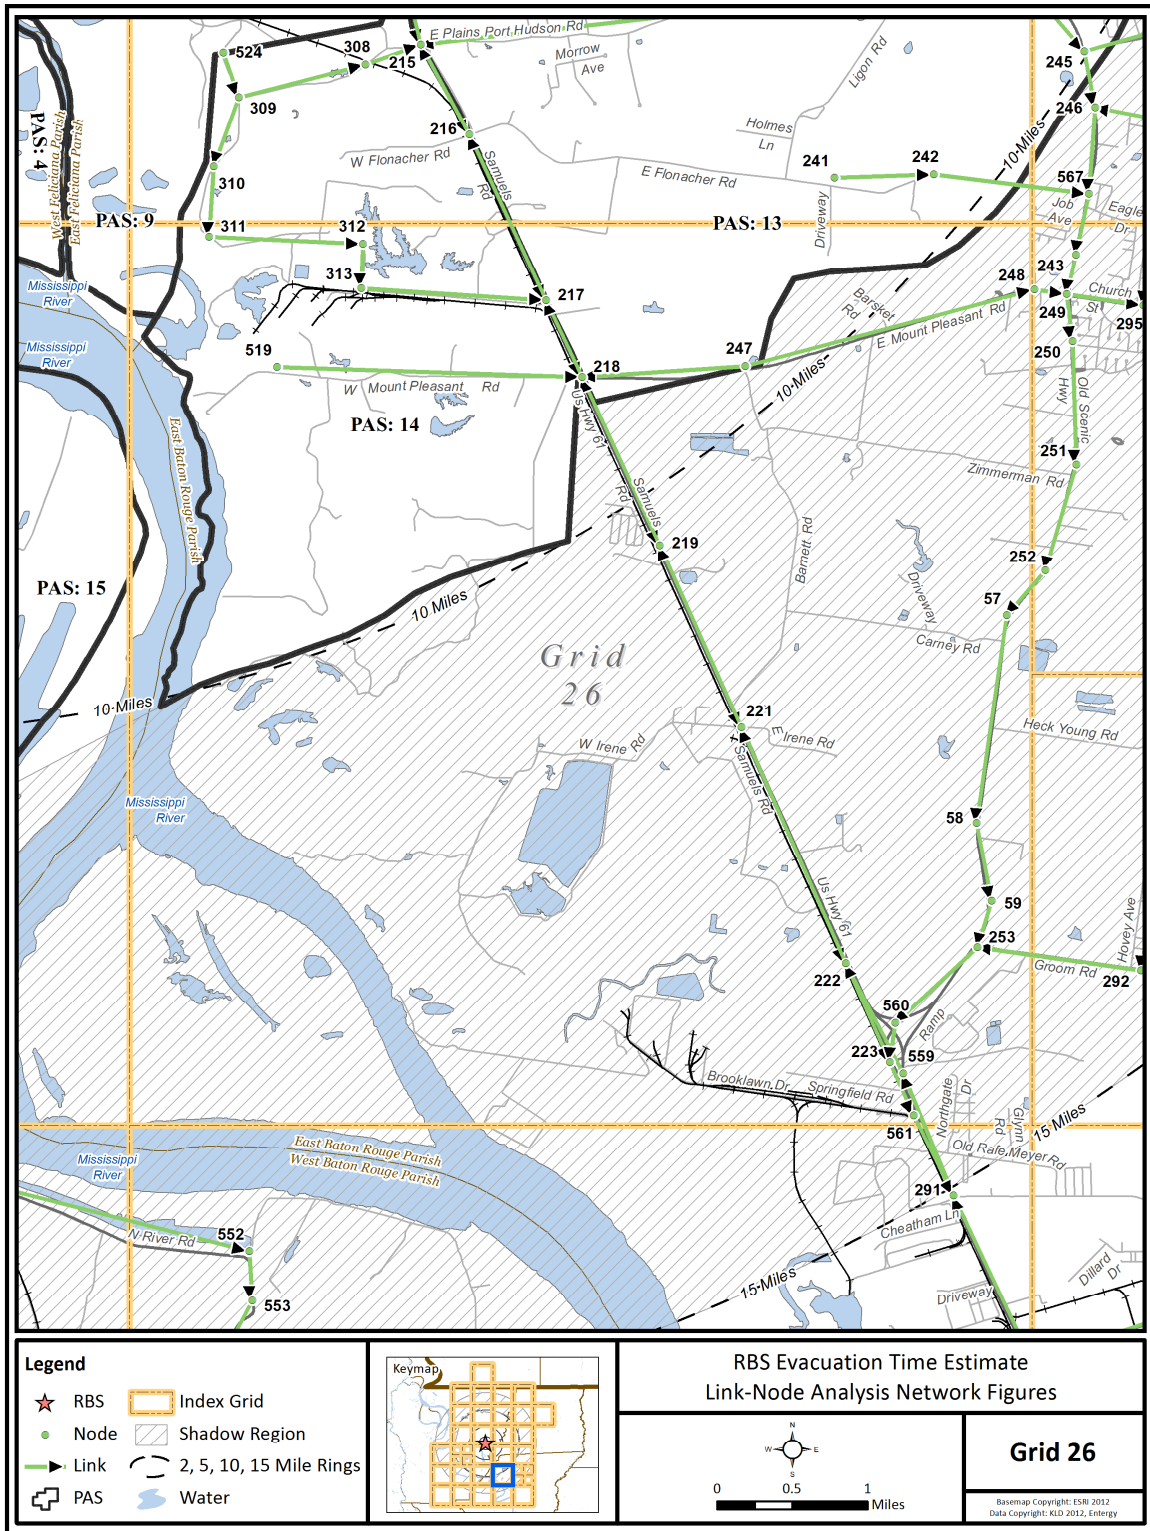 E Plains Port Hudson Rd
524
308
215
Morrow
Ave
Ligon Rd
245
309
246
PAS: 4
West Feliciana Parish
East Feliciana Parish
216
Holmes
Ln
10 Miles
W Flonacher Rd
Samuels
Rd
E Flonacher Rd
241
242
567
310
Job
Ave
Eagle
Dr
PAS: 9
311
312
PAS: 13
Driveway
313
243
248
Mississippi
River
217
Barsket
Rd
E Mount Pleasant Rd
Church
St
249
295
Mississippi
River
519
218
247
250
W Mount Pleasant Rd
10 Miles
Us Hwy 61
Old Scenic
Hwy
PAS: 14
East Baton Rouge Parish
251
Zimmerman Rd
Samuels
Rd
219
Barnett Rd
252
PAS: 15
10 Miles
Driveway
57
Carney Rd
Grid
26
10 Miles
221
W Irene Rd
E Irene Rd
Heck Young Rd
Samuels Rd
Mississippi
River
58
Us Hwy 61
59
Hovey Ave
253
Groom Rd
292
222
560
Ramp
223
559
Brooklawn Dr
Springfield Rd
Northgate
Dr
Glynn
Rd
15 Miles
561
East Baton Rouge Parish
West Baton Rouge Parish
Old Rafe Meyer Rd
Mississippi
River
291
Cheatham Ln
N River Rd
552
15 Miles
Dillard
Dr
553
Driveway
Legend
RBS
Index Grid
Node
Shadow Region
Link
2, 5, 10, 15 Mile Rings
PAS
Water
Keymap
RBS Evacuation Time Estimate
Link-Node Analysis Network Figures
N
W
E
S
0
0.5
1
Miles
Grid 26
Basemap Copyright: ESRI 2012
Data Copyright: KLD 2012, Entergy